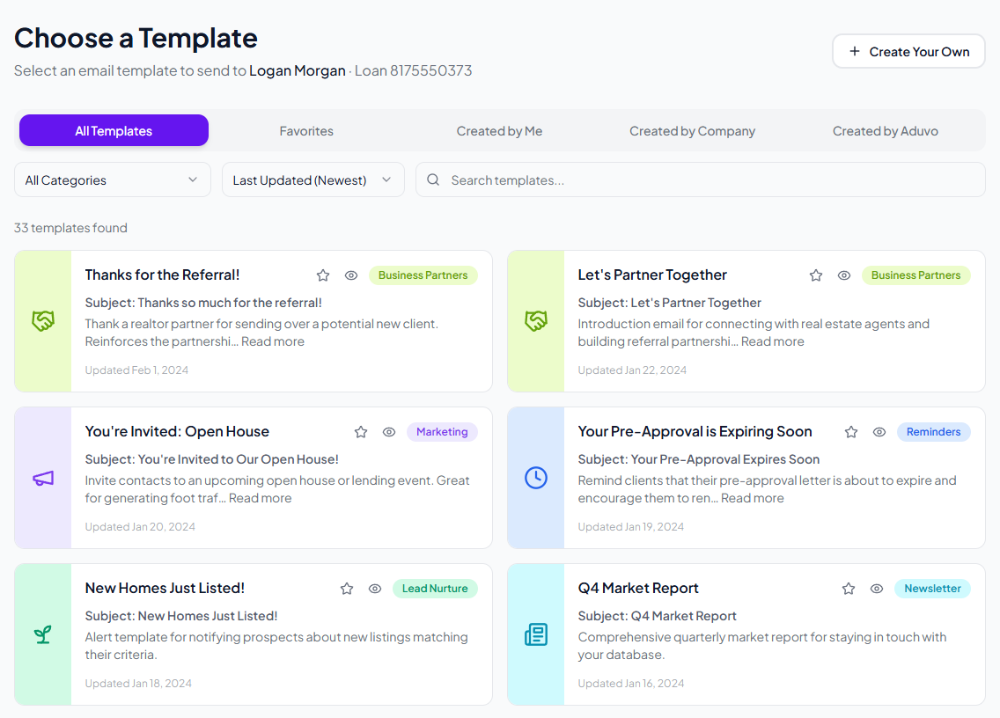 Choose a Template
Select an email template to send to Logan Morgan · Loan 8175550373
Create Your Own
All Templates
Favorites
Created by Me
Created by Company
Created by Aduvo
All Categories
Last Updated (Newest)
Search templates...
33 templates found
Thanks for the Referral!
Business Partners
Subject: Thanks so much for the referral!
Thank a realtor partner for sending over a potential new client.
Reinforces the partnershi... Read more
Updated Feb 1, 2024
Let's Partner Together
Business Partners
Subject: Let's Partner Together
Introduction email for connecting with real estate agents and
building referral partnershi... Read more
Updated Jan 22, 2024
You're Invited: Open House
Marketing
Subject: You're Invited to Our Open House!
Invite contacts to an upcoming open house or lending event. Great
for generating foot traf... Read more
Updated Jan 20, 2024
Your Pre-Approval is Expiring Soon
Reminders
Subject: Your Pre-Approval Expires Soon
Remind clients that their pre-approval letter is about to expire and
encourage them to ren... Read more
Updated Jan 19, 2024
New Homes Just Listed!
Lead Nurture
Subject: New Homes Just Listed!
Alert template for notifying prospects about new listings matching
their criteria.
Updated Jan 18, 2024
Q4 Market Report
Newsletter
Subject: Q4 Market Report
Comprehensive quarterly market report for staying in touch with
your database.
Updated Jan 16, 2024